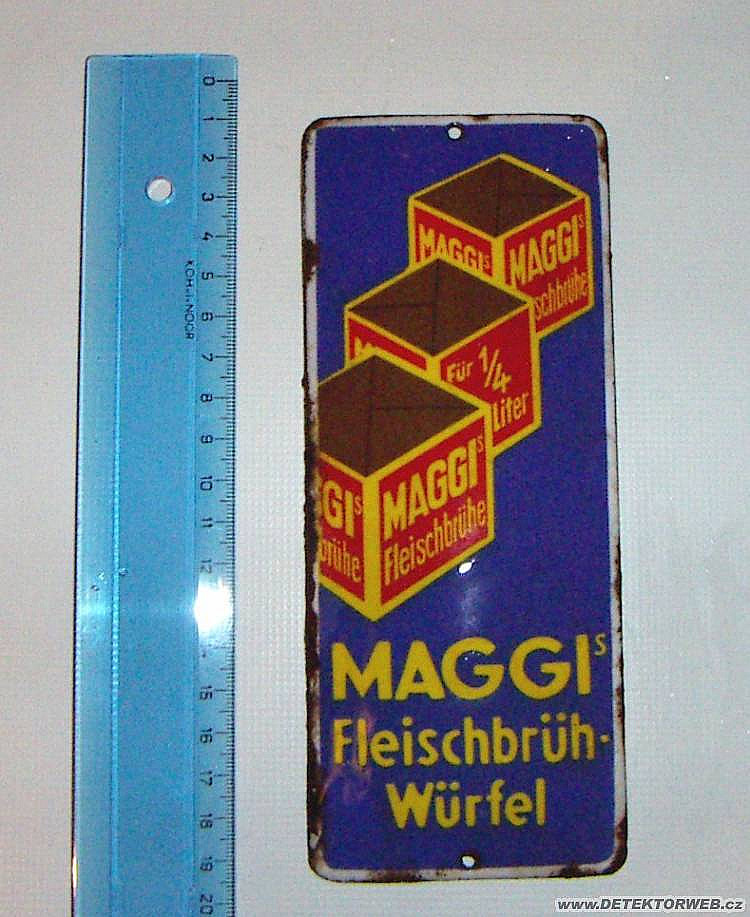 0
1
2
3
4
5
6
7
8
9
10
11
12
15
16
17
18
19
20
KOH-I-NOOR
MAGGIs
MAGGIs
schbrühe
Für 1/4
Liter
GGIs
brühe
MAGGIs
Fleischbrühe
MAGGIs
Fleischbrüh-
Würfel
www.DETEKTORWEB.cz